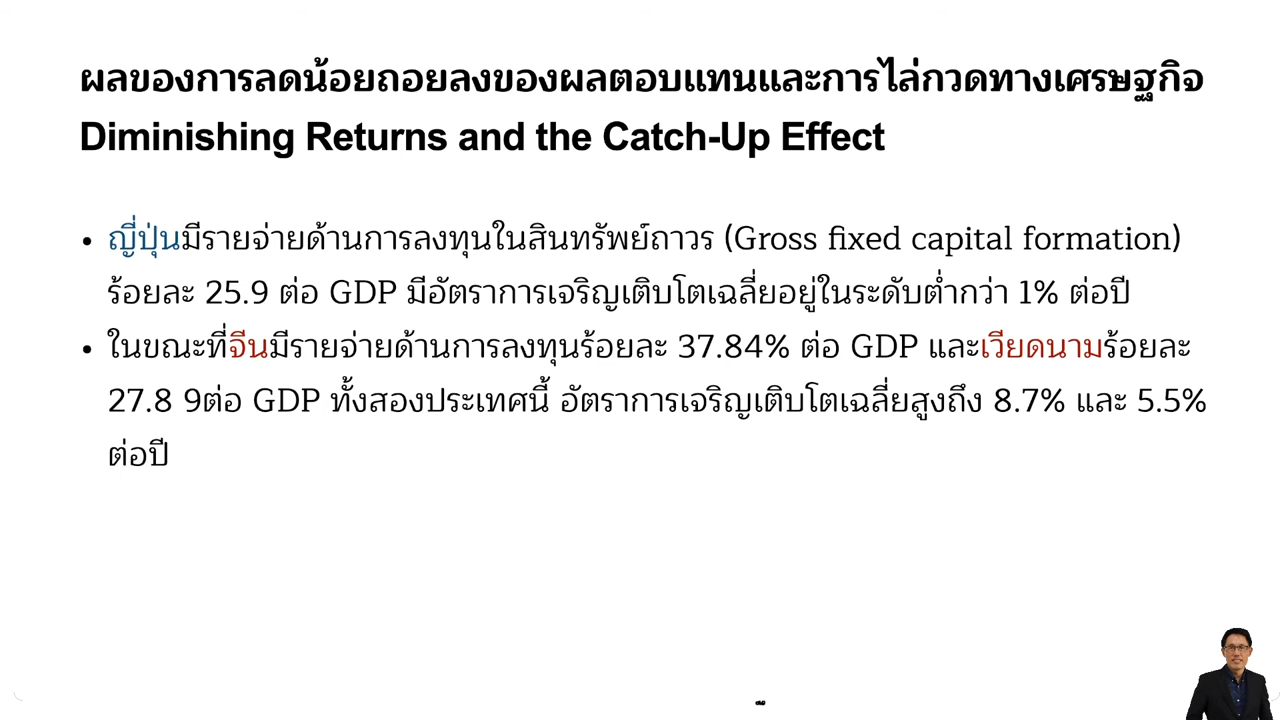 ผลของการลดน้อยถอยลงของผลตอบแทนและการไล่กวดทางเศรษฐกิจ
Diminishing Returns and the Catch-Up Effect
• ญี่ปุ่นมีรายจ่ายด้านการลงทุนในสินทรัพย์ถาวร (Gross fixed capital formation)
ร้อยละ 25.9 ต่อ GDP มีอัตราการเจริญเติบโตเฉลี่ยอยู่ในระดับต่ำกว่า 1% ต่อปี
• ในขณะที่จีนมีรายจ่ายด้านการลงทุนร้อยละ 37.84% ต่อ GDP และเวียดนามร้อยละ
27.8 9ต่อ GDP ทั้งสองประเทศนี้ อัตราการเจริญเติบโตเฉลี่ยสูงถึง 8.7% และ 5.5%
ต่อปี